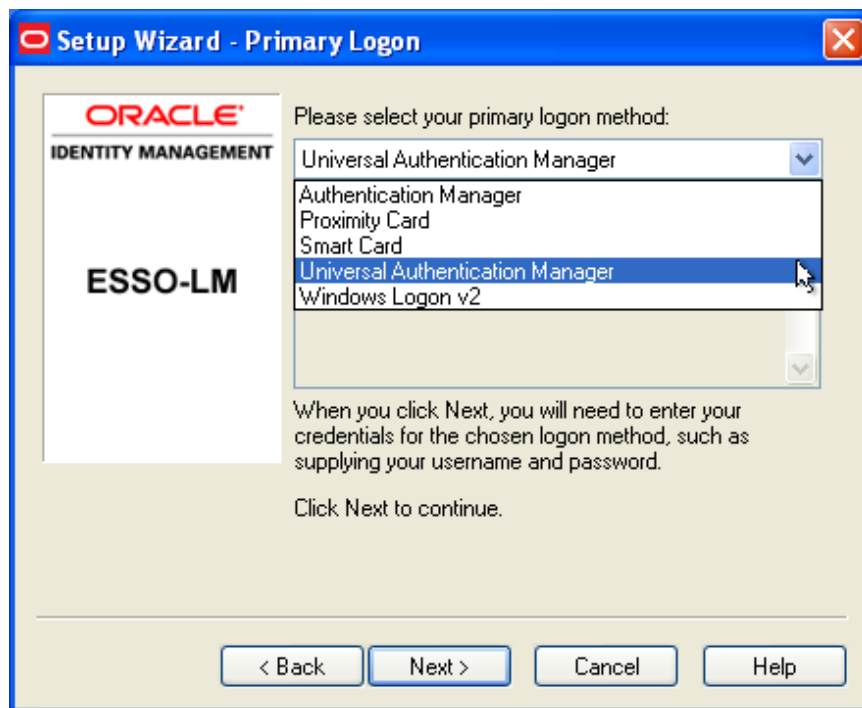 Setup Wizard - Primary Logon
ORACLE'
IDENTITY MANAGEMENT
ESSO-LM
Please select your primary logon method:
Universal Authentication Manager
Authentication Manager
Proximity Card
Smart Card
Universal Authentication Manager
Windows Logon v2
When you click Next, you will need to enter your
credentials for the chosen logon method, such as
supplying your username and password.
Click Next to continue.
< Back
Next >
Cancel
Help